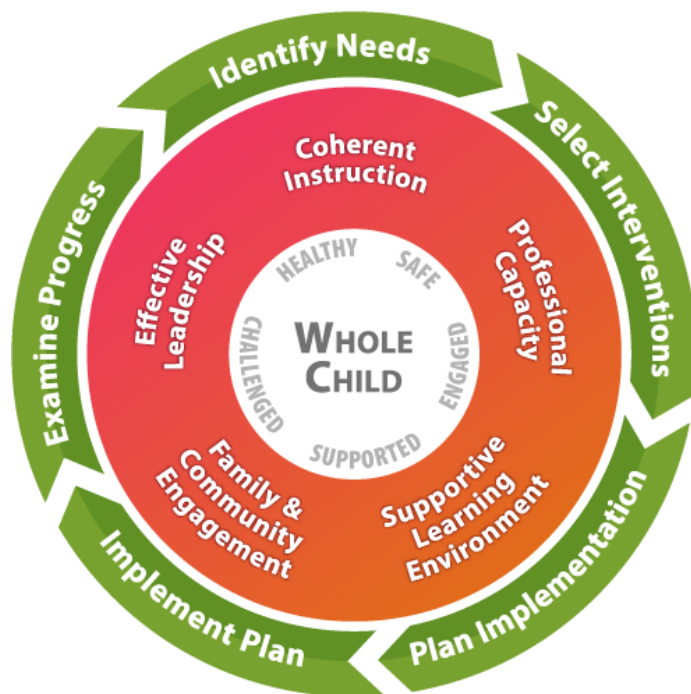 Identify Needs
Select Interventions
Plan Implementation
Implement Plan
Examine Progress
Coherent
Instruction
Professional
Capacity
Supportive
Learning
Environment
Family &
Community
Engagement
Effective
Leadership
HEALTHY
SAFE
ENGAGED
SUPPORTED
CHALLENGED
WHOLE
CHILD